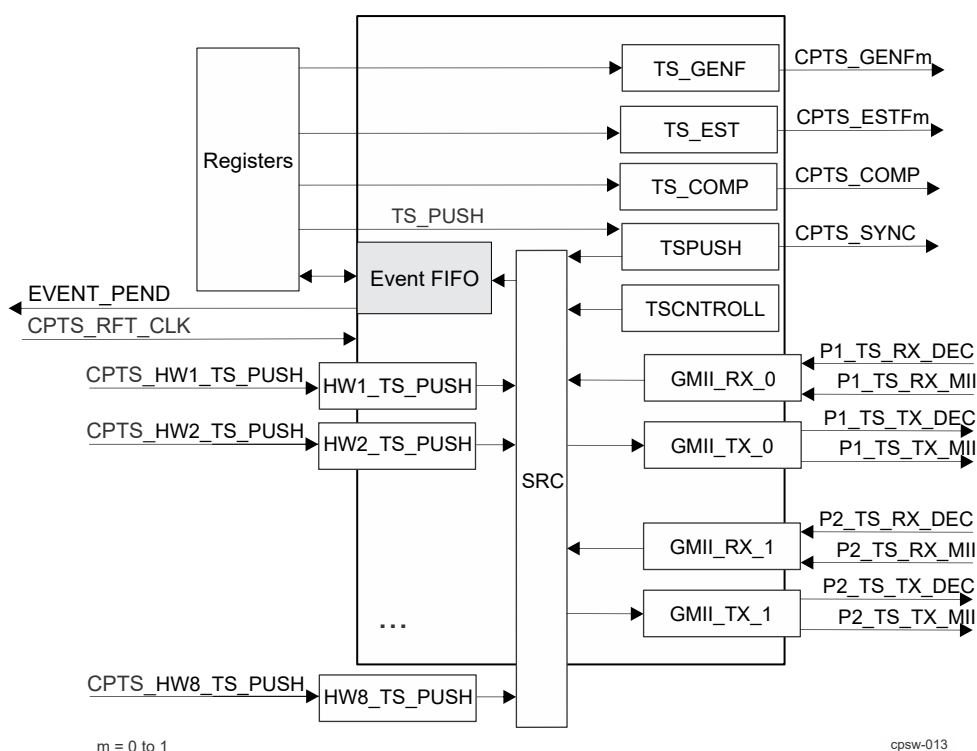 TS_GENF
CPTS_GENFm
TS_EST
CPTS_ESTFm
Registers
TS_COMP
CPTS_COMP
TS_PUSH
TSPUSH
CPTS_SYNC
Event FIFO
EVENT_PEND
TSCNTROLL
CPTS_RFT_CLK
CPTS_HW1_TS_PUSH
HW1_TS_PUSH
GMII_RX_0
P1_TS_RX_DEC
P1_TS_RX_MII
CPTS_HW2_TS_PUSH
HW2_TS_PUSH
GMII_TX_0
P1_TS_TX_DEC
P1_TS_TX_MII
SRC
GMII_RX_1
P2_TS_RX_DEC
P2_TS_RX_MII
GMII_TX_1
P2_TS_TX_DEC
P2_TS_TX_MII
...
CPTS_HW8_TS_PUSH
HW8_TS_PUSH
m = 0 to 1
cpsw-013